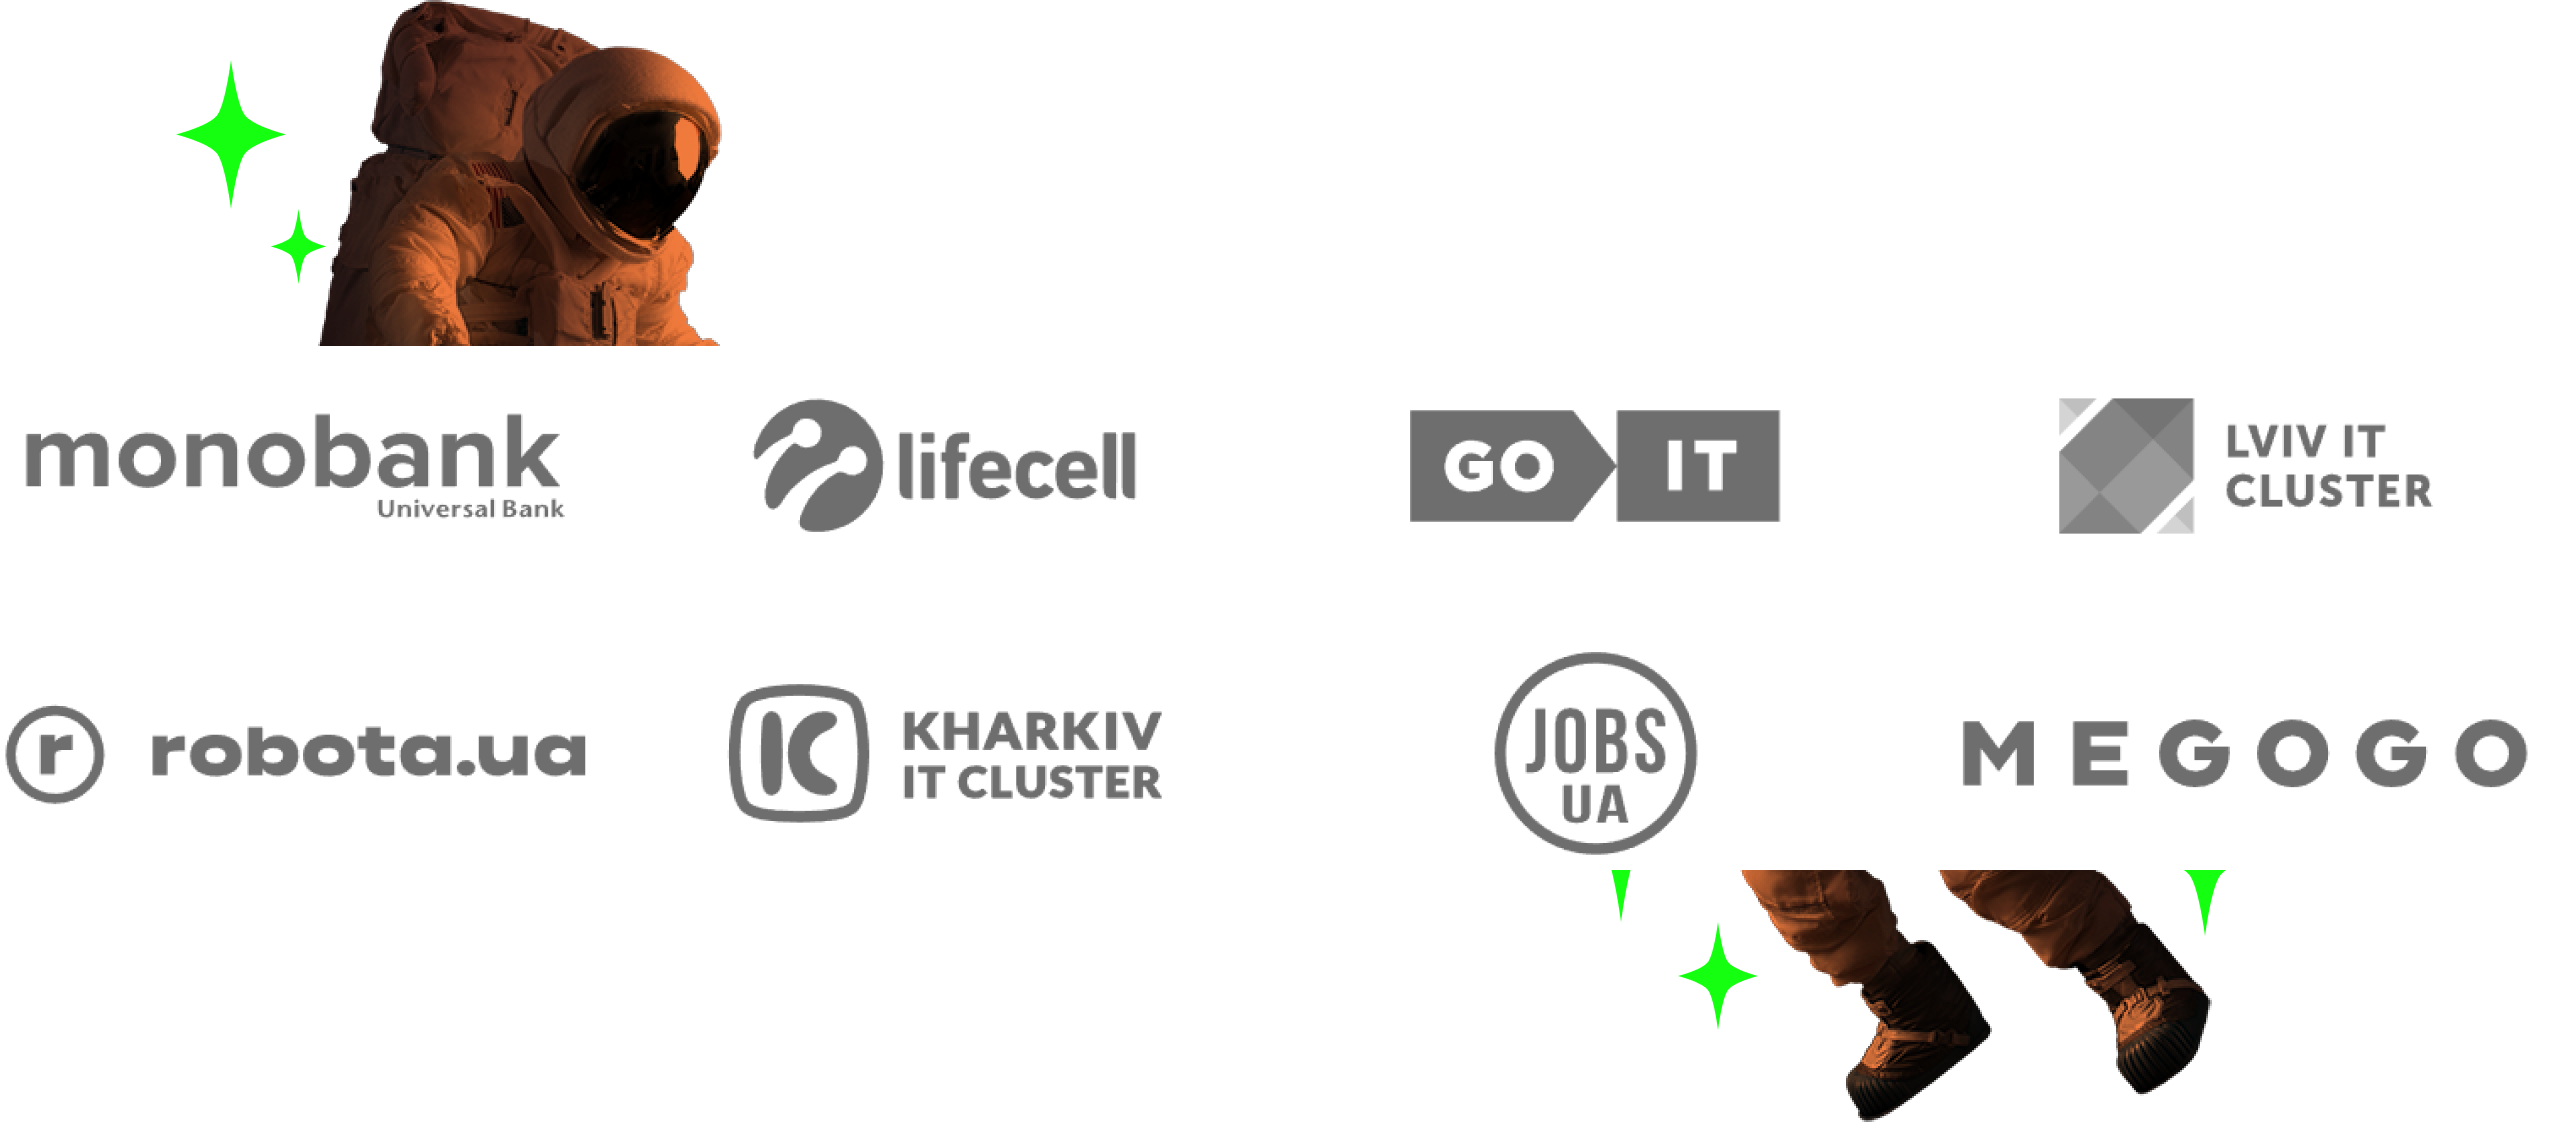 monobank
Universal Bank
lifecell
GO IT
LVIV IT
CLUSTER
r robota.ua
KHARKIV
IT CLUSTER
JOBS
UA
MEGOGO